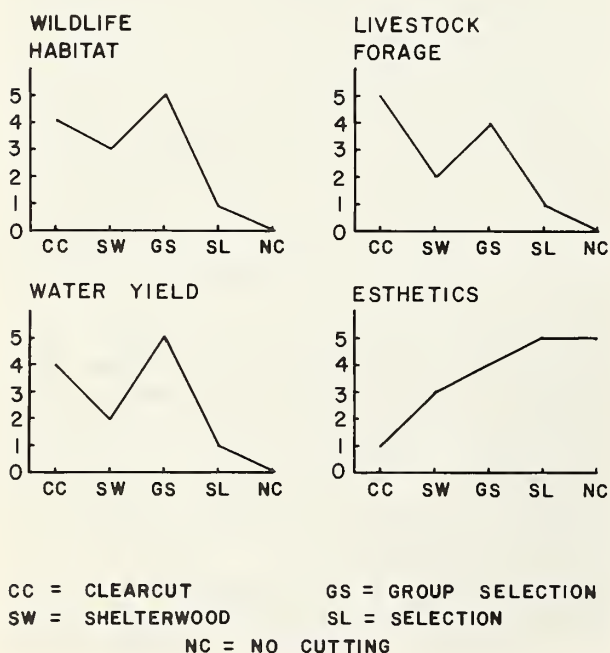 WILDLIFE
HABITAT
5
4
3
2
1
0
CC SW GS SL NC
LIVESTOCK
FORAGE
5
4
3
2
1
0
CC SW GS SL NC
WATER YIELD
5
4
3
2
1
0
CC SW GS SL NC
ESTHETICS
5
4
3
2
1
0
CC SW GS SL NC
CC = CLEARCUT
GS = GROUP SELECTION
SW = SHELTERWOOD
SL = SELECTION
NC = NO CUTTING